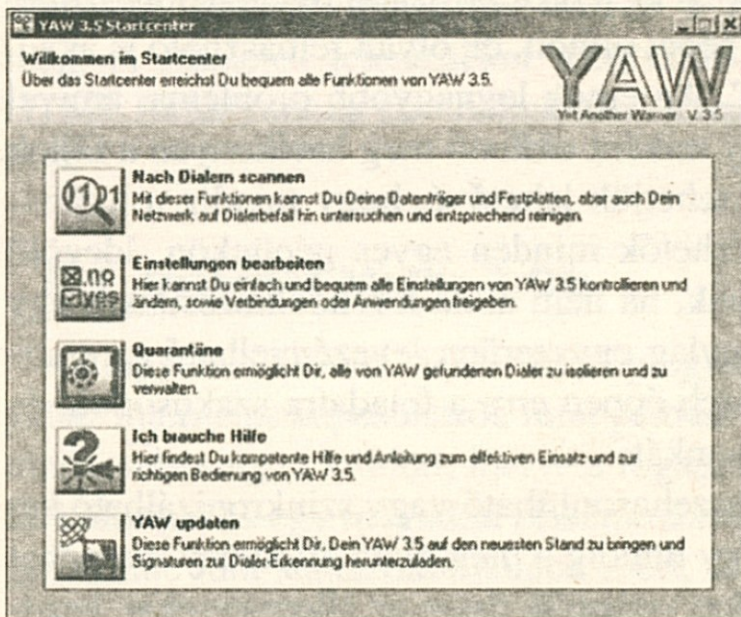 YAW 3.5 Startcenter
Willkommen im Startcenter
Über das Startcenter erreichst Du bequem alle Funktionen von YAW 3.5.
YAW
Yet Another Warner V. 3.5
Nach Dialern scannen
Mit dieser Funktionen kannst Du Deine Datenträger und Festplatten, aber auch Dein
Netzwerk auf Dialerbefall hin untersuchen und entsprechend reinigen.
Einstellungen bearbeiten
Hier kannst Du einfach und bequem alle Einstellungen von YAW 3.5 kontrollieren und
ändern, sowie Verbindungen oder Anwendungen freigeben.
.no
yes
Quarantäne
Diese Funktion ermöglicht Dir, alle von YAW gefundenen Dialer zu isolieren und zu
verwalten.
Ich brauche Hilfe
Hier findest Du kompetente Hilfe und Anleitung zum effektiven Einsatz und zur
richtigen Bedienung von YAW 3.5.
YAW updaten
Diese Funktion ermöglicht Dir, Dein YAW 3.5 auf den neuesten Stand zu bringen und
Signaturen zur Dialer-Erkennung herunterzuladen.